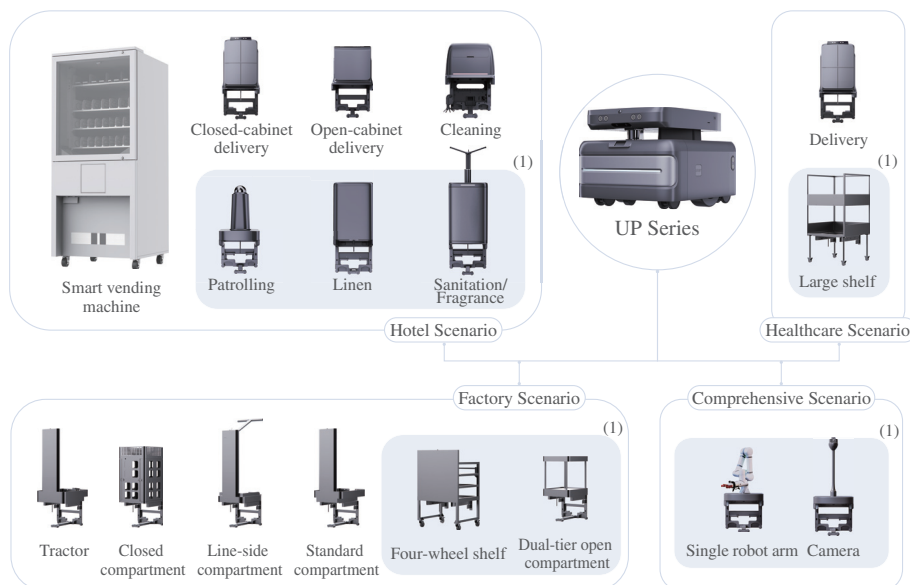 Smart vending
machine
Closed-cabinet
delivery
Open-cabinet
delivery
Cleaning
(1)
Patrolling
Linen
Sanitation/
Fragrance
Hotel Scenario
UP Series
Delivery
(1)
Large shelf
Healthcare Scenario
Factory Scenario
(1)
Tractor
Closed
compartment
Line-side
compartment
Standard
compartment
Four-wheel shelf
Dual-tier open
compartment
Comprehensive Scenario
(1)
Single robot arm
Camera